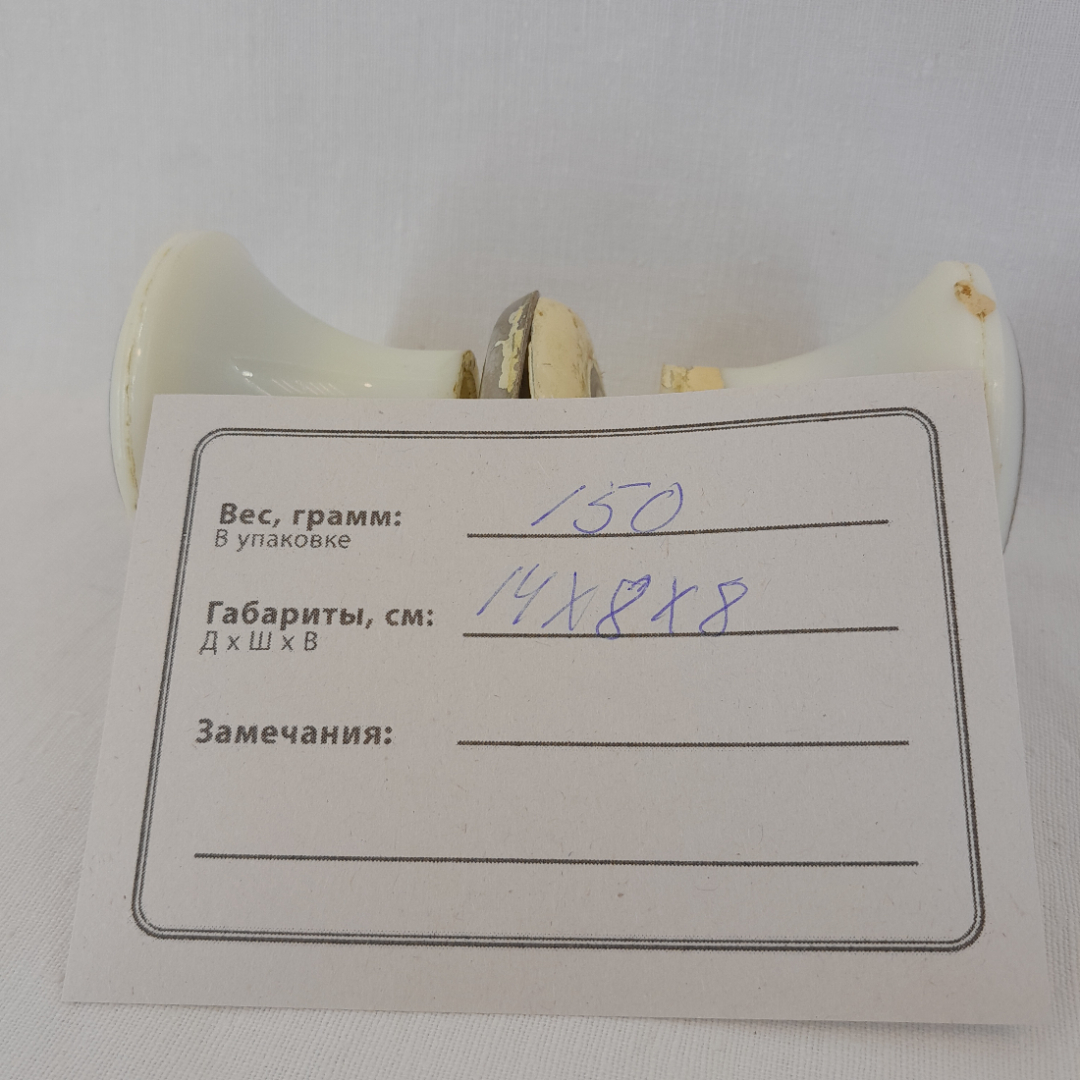 Вес, грамм: 150
В упаковке
Габариты, см: 14x8x8
Д x Ш x В
Замечания: